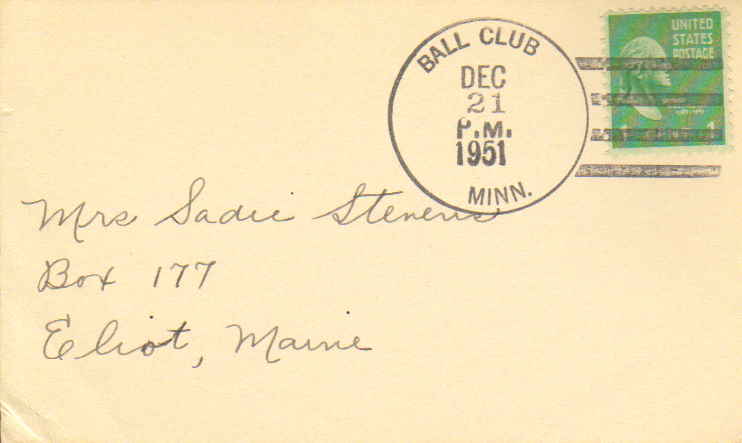 BALL CLUB
DEC
21
P.M.
1951
MINN.
UNITED
STATES
POSTAGE
1
Mrs Sadie Stevens
Box 177
Eliot, Maine